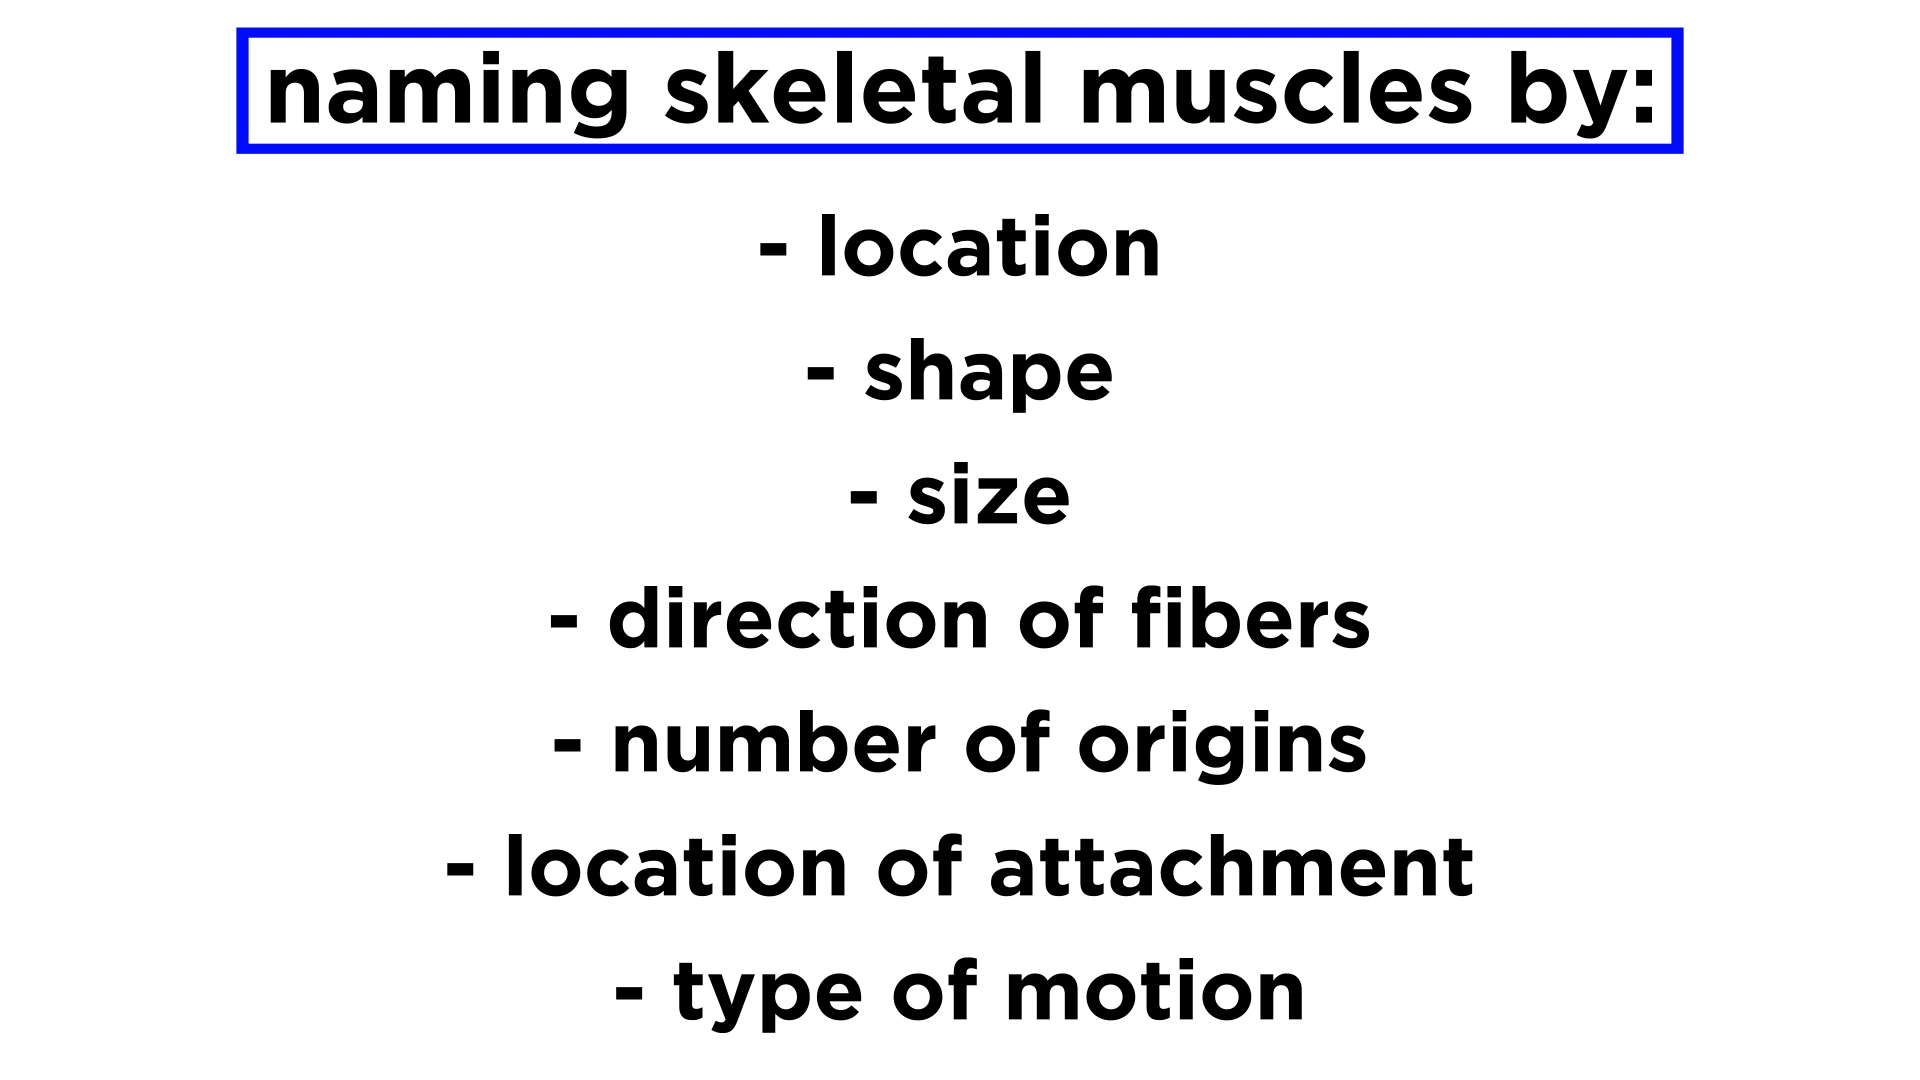 naming skeletal muscles by:
- location
- shape
- size
- direction of fibers
- number of origins
- location of attachment
- type of motion